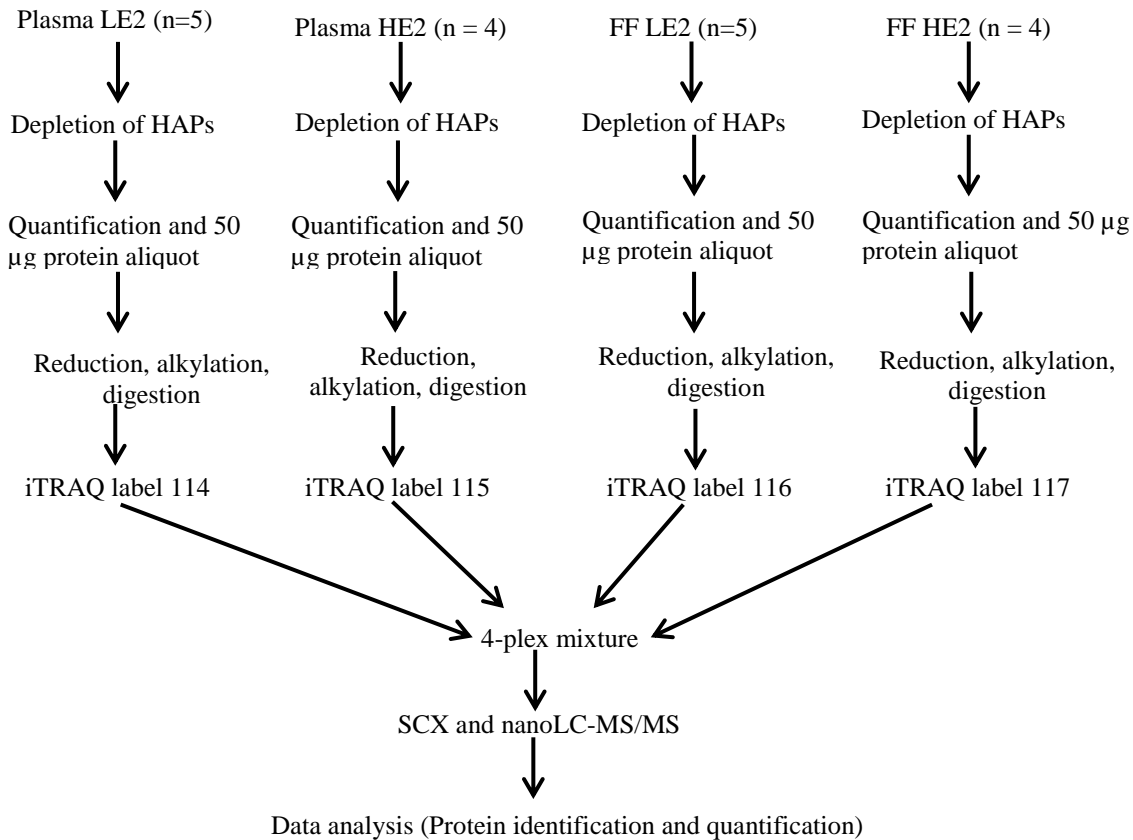 Plasma LE2 (n=5)
Plasma HE2 (n = 4)
FF LE2 (n=5)
FF HE2 (n = 4)
Depletion of HAPs
Depletion of HAPs
Depletion of HAPs
Depletion of HAPs
Quantification and 50
µg protein aliquot
Quantification and 50
µg protein aliquot
Quantification and 50
µg protein aliquot
Quantification and 50 µg
protein aliquot
Reduction, alkylation,
digestion
Reduction,
alkylation, digestion
Reduction, alkylation,
digestion
Reduction, alkylation,
digestion
iTRAQ label 114
iTRAQ label 115
iTRAQ label 116
iTRAQ label 117
4-plex mixture
SCX and nanoLC-MS/MS
Data analysis (Protein identification and quantification)